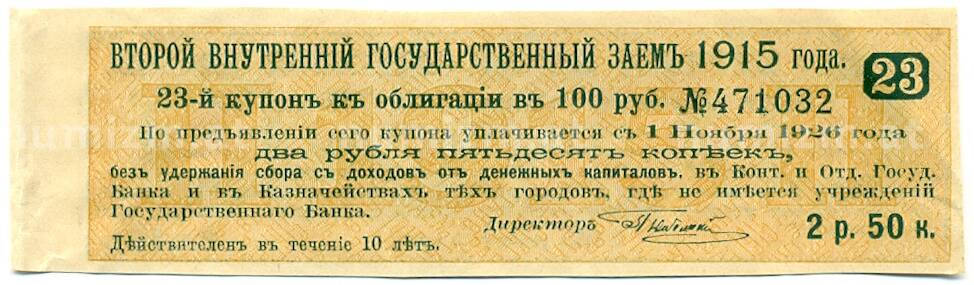 ВТОРОЙ ВНУТРЕННІЙ ГОСУДАРСТВЕННЫЙ ЗАЕМЪ 1915 года.
23
23-й купонъ къ облигаціи въ 100 руб. №471032
По предъявленіи сего купона уплачивается съ 1 Ноября 1926 года
два рубля пятьдесятъ копѣекъ,
безъ удержанія сбора съ доходовъ отъ денежныхъ капиталовъ, въ Конт. и Отд. Госуд.
Банка и въ Казначействахъ тѣхъ городовъ, гдѣ не имѣется учрежденій
Государственнаго Банка.
Директоръ
2 р. 50 к.
Дѣйствителенъ въ теченіе 10 лѣтъ.